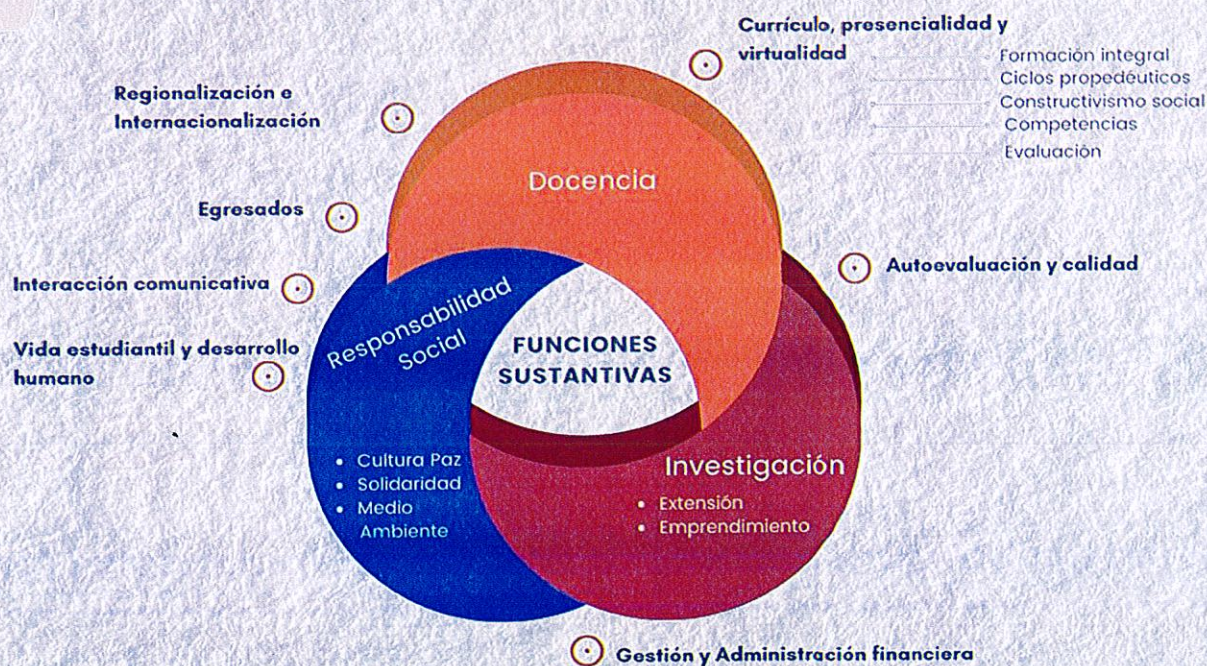 Currículo, presencialidad y
virtualidad
Formación integral
Ciclos propedéuticos
Constructivismo social
Competencias
Evaluación
Regionalización e
Internacionalización
Docencia
Egresados
Autoevaluación y calidad
Interacción comunicativa
Responsabilidad
Social
FUNCIONES
SUSTANTIVAS
Vida estudiantil y desarrollo
humano
• Cultura Paz
• Solidaridad
• Medio
Ambiente
Investigación
• Extensión
• Emprendimiento
Gestión y Administración financiera